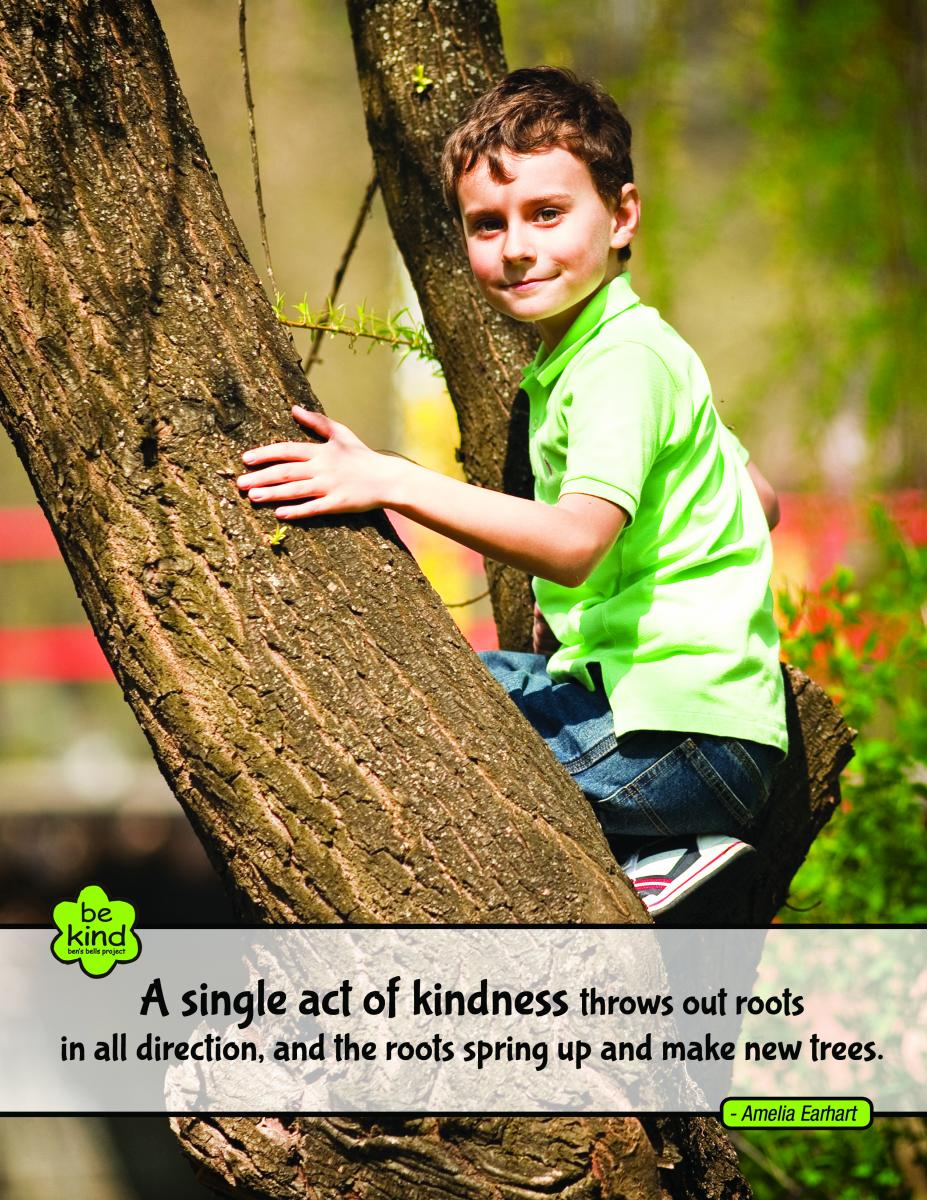 be
kind
ben's bells project
A single act of kindness throws out roots
in all direction, and the roots spring up and make new trees.
- Amelia Earhart